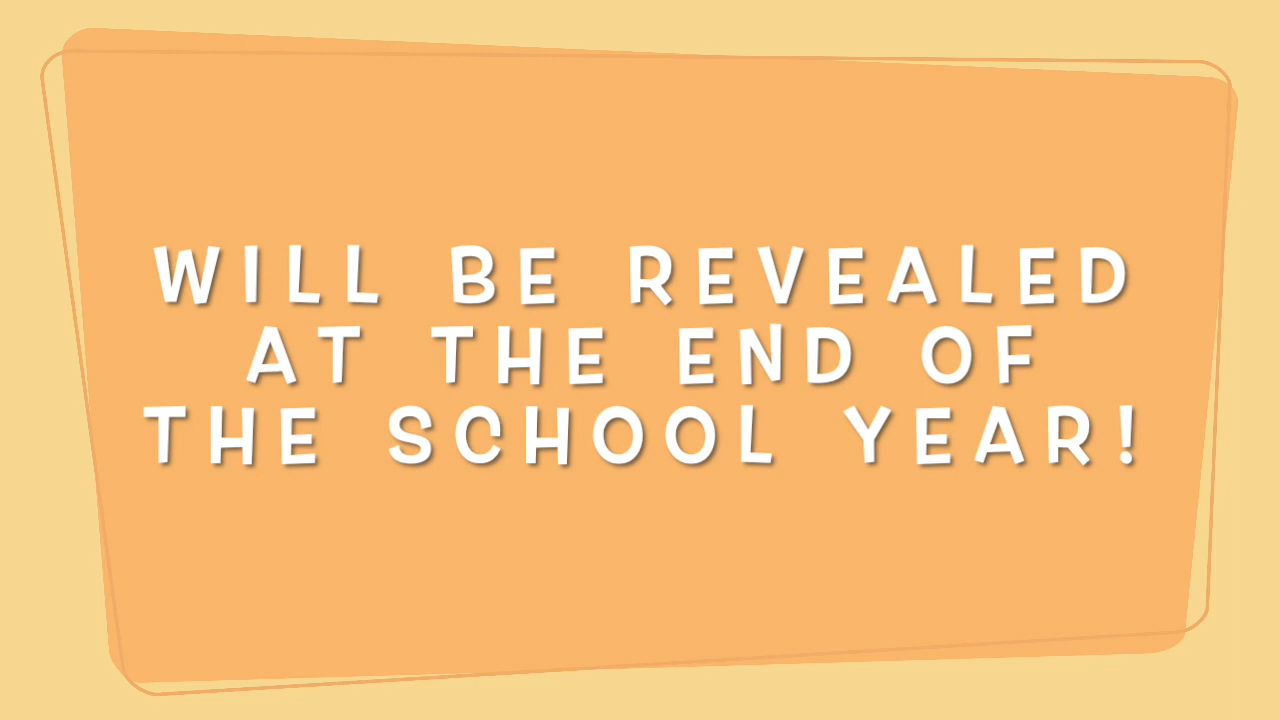 WILL BE REVEALED
AT THE END OF
THE SCHOOL YEAR!